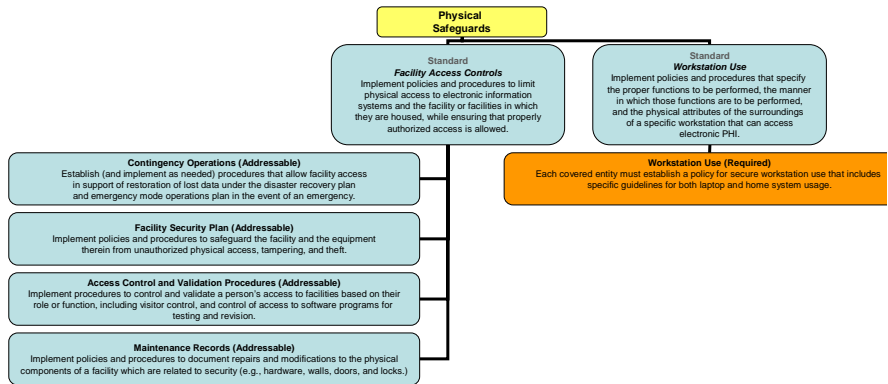 Physical
Safeguards
Standard
Facility Access Controls
Implement policies and procedures to limit
physical access to electronic information
systems and the facility or facilities in which
they are housed, while ensuring that properly
authorized access is allowed.
Standard
Workstation Use
Implement policies and procedures that specify
the proper functions to be performed, the manner
in which those functions are to be performed,
and the physical attributes of the surroundings
of a specific workstation that can access
electronic PHI.
Contingency Operations (Addressable)
Establish (and implement as needed) procedures that allow facility access
in support of restoration of lost data under the disaster recovery plan
and emergency mode operations plan in the event of an emergency.
Workstation Use (Required)
Each covered entity must establish a policy for secure workstation use that includes
specific guidelines for both laptop and home system usage.
Facility Security Plan (Addressable)
Implement policies and procedures to safeguard the facility and the equipment
therein from unauthorized physical access, tampering, and theft.
Access Control and Validation Procedures (Addressable)
Implement procedures to control and validate a person's access to facilities based on their
role or function, including visitor control, and control of access to software programs for
testing and revision.
Maintenance Records (Addressable)
Implement policies and procedures to document repairs and modifications to the physical
components of a facility which are related to security (e.g., hardware, walls, doors, and locks.)